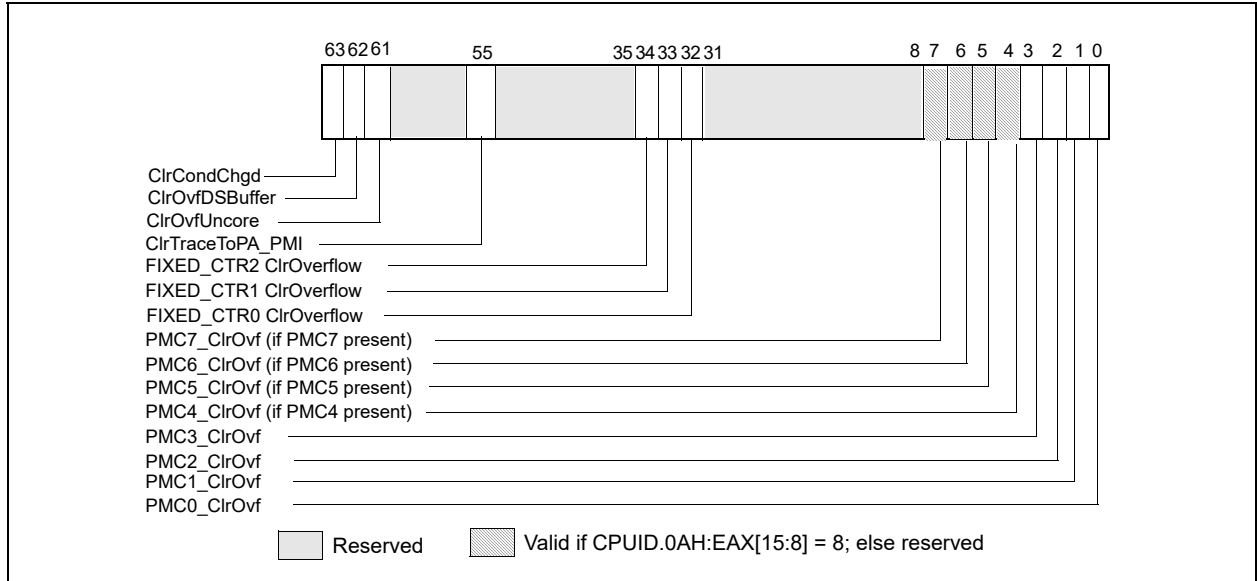 63 62 61 55 35 34 33 32 31 8 7 6 5 4 3 2 1 0
ClrCondChgd
ClrOvfDSBuffer
ClrOvfUncore
ClrTraceToPA_PMI
FIXED_CTR2 ClrOverflow
FIXED_CTR1 ClrOverflow
FIXED_CTR0 ClrOverflow
PMC7_ClrOvf (if PMC7 present)
PMC6_ClrOvf (if PMC6 present)
PMC5_ClrOvf (if PMC5 present)
PMC4_ClrOvf (if PMC4 present)
PMC3_ClrOvf
PMC2_ClrOvf
PMC1_ClrOvf
PMC0_ClrOvf
Reserved Valid if CPUID.0AH:EAX[15:8] = 8; else reserved